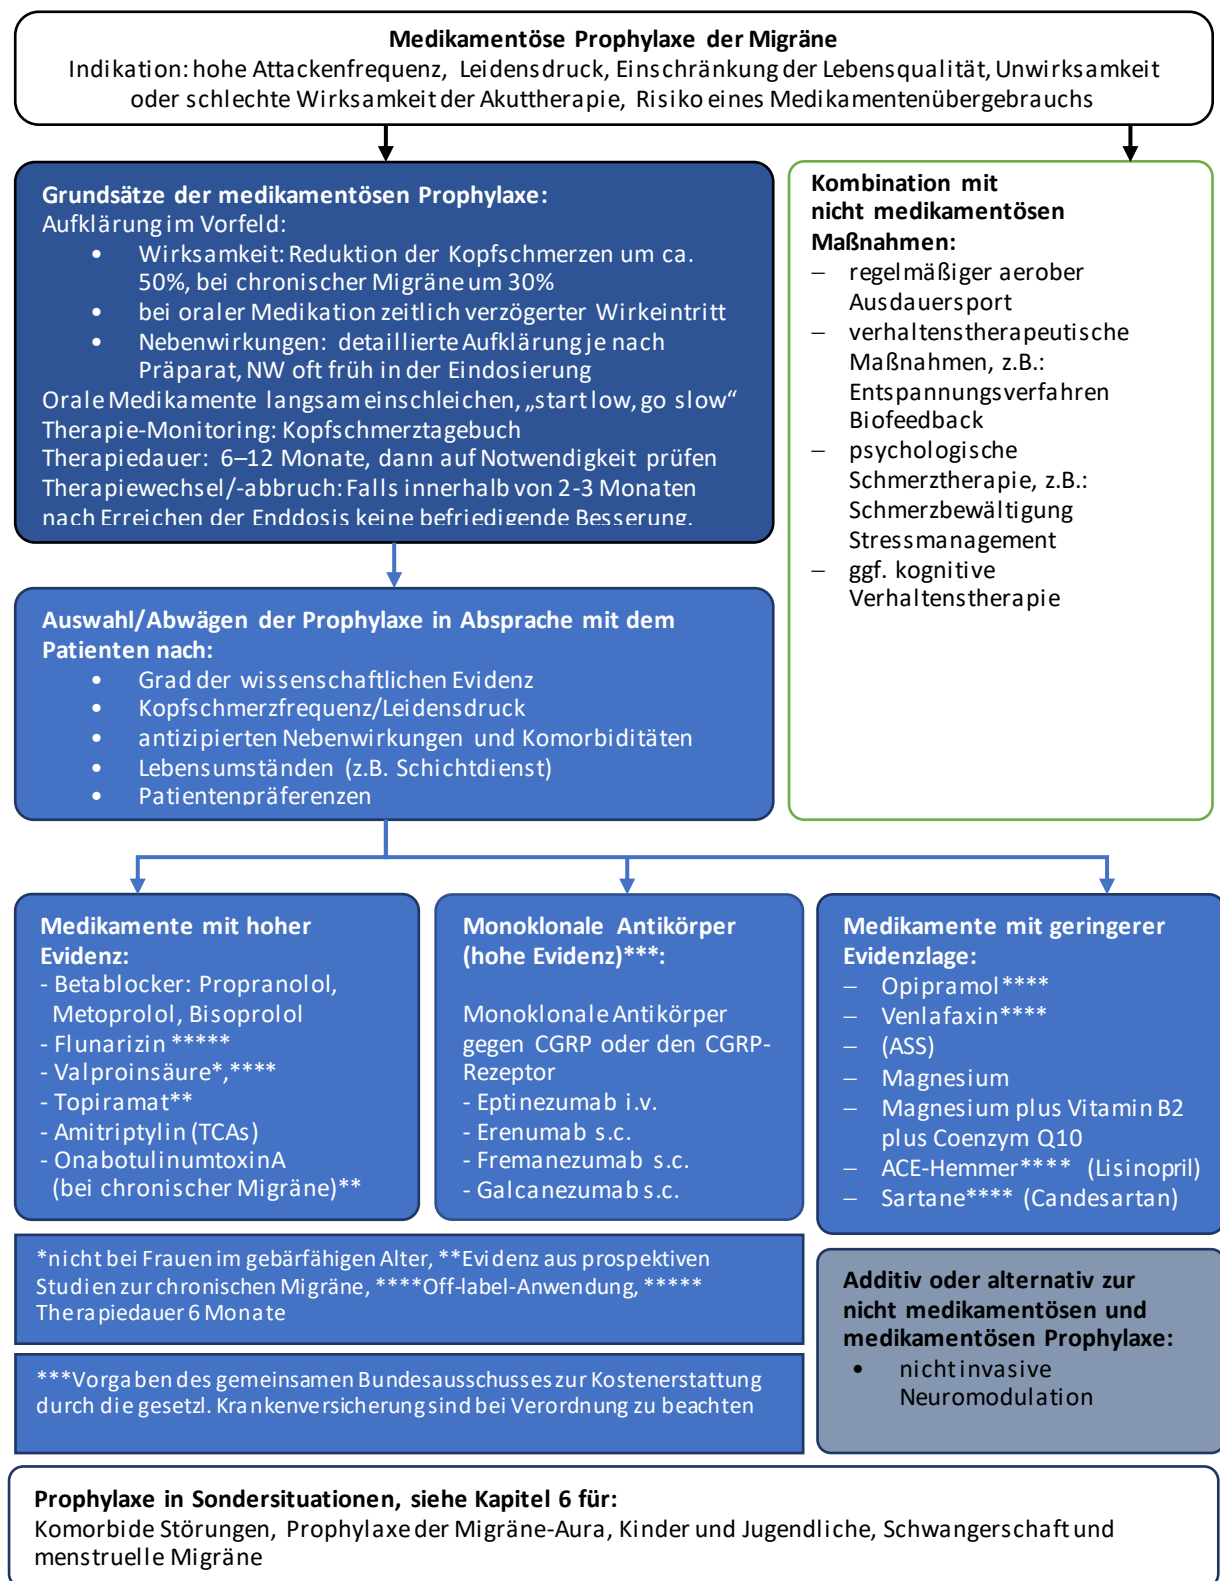 Medikamentöse Prophylaxe der Migräne
Indikation: hohe Attackenfrequenz, Leidensdruck, Einschränkung der Lebensqualität, Unwirksamkeit
oder schlechte Wirksamkeit der Akuttherapie, Risiko eines Medikamentenübergebrauchs
Grundsätze der medikamentösen Prophylaxe:
Aufklärung im Vorfeld:
• Wirksamkeit: Reduktion der Kopfschmerzen um ca.
50%, bei chronischer Migräne um 30%
• bei oraler Medikation zeitlich verzögerter Wirkeintritt
• Nebenwirkungen: detaillierte Aufklärung je nach
Präparat, NW oft früh in der Eindosierung
Orale Medikamente langsam einschleichen, „start low, go slow“
Therapie-Monitoring: Kopfschmerztagebuch
Therapiedauer: 6–12 Monate, dann auf Notwendigkeit prüfen
Therapiewechsel/-abbruch: Falls innerhalb von 2-3 Monaten
nach Erreichen der Enddosis keine befriedigende Besserung.
Kombination mit
nicht medikamentösen
Maßnahmen:
– regelmäßiger aerober
Ausdauersport
– verhaltenstherapeutische
Maßnahmen, z.B.:
Entspannungsverfahren
Biofeedback
– psychologische
Schmerztherapie, z.B.:
Schmerzbewältigung
Stressmanagement
– ggf. kognitive
Verhaltenstherapie
Auswahl/Abwägen der Prophylaxe in Absprache mit dem
Patienten nach:
• Grad der wissenschaftlichen Evidenz
• Kopfschmerzfrequenz/Leidensdruck
• antizipierten Nebenwirkungen und Komorbiditäten
• Lebensumständen (z.B. Schichtdienst)
• Patientenpräferenzen
Medikamente mit hoher
Evidenz:
- Betablocker: Propranolol,
Metoprolol, Bisoprolol
- Flunarizin *****
- Valproinsäure*,****
- Topiramat**
- Amitriptylin (TCAs)
- OnabotulinumtoxinA
(bei chronischer Migräne)**
Monoklonale Antikörper
(hohe Evidenz)***:
Monoklonale Antikörper
gegen CGRP oder den CGRP-
Rezeptor
- Eptinezumab i.v.
- Erenumab s.c.
- Fremanezumab s.c.
- Galcanezumab s.c.
Medikamente mit geringerer
Evidenzlage:
– Opipramol****
– Venlafaxin****
– (ASS)
– Magnesium
– Magnesium plus Vitamin B2
plus Coenzym Q10
– ACE-Hemmer**** (Lisinopril)
– Sartane**** (Candesartan)
*nicht bei Frauen im gebärfähigen Alter, **Evidenz aus prospektiven
Studien zur chronischen Migräne, ****Off-label-Anwendung, *****
Therapiedauer 6 Monate
***Vorgaben des gemeinsamen Bundesausschusses zur Kostenerstattung
durch die gesetzl. Krankenversicherung sind bei Verordnung zu beachten
Additiv oder alternativ zur
nicht medikamentösen und
medikamentösen Prophylaxe:
• nicht invasive
Neuromodulation
Prophylaxe in Sondersituationen, siehe Kapitel 6 für:
Komorbide Störungen, Prophylaxe der Migräne-Aura, Kinder und Jugendliche, Schwangerschaft und
menstruelle Migräne